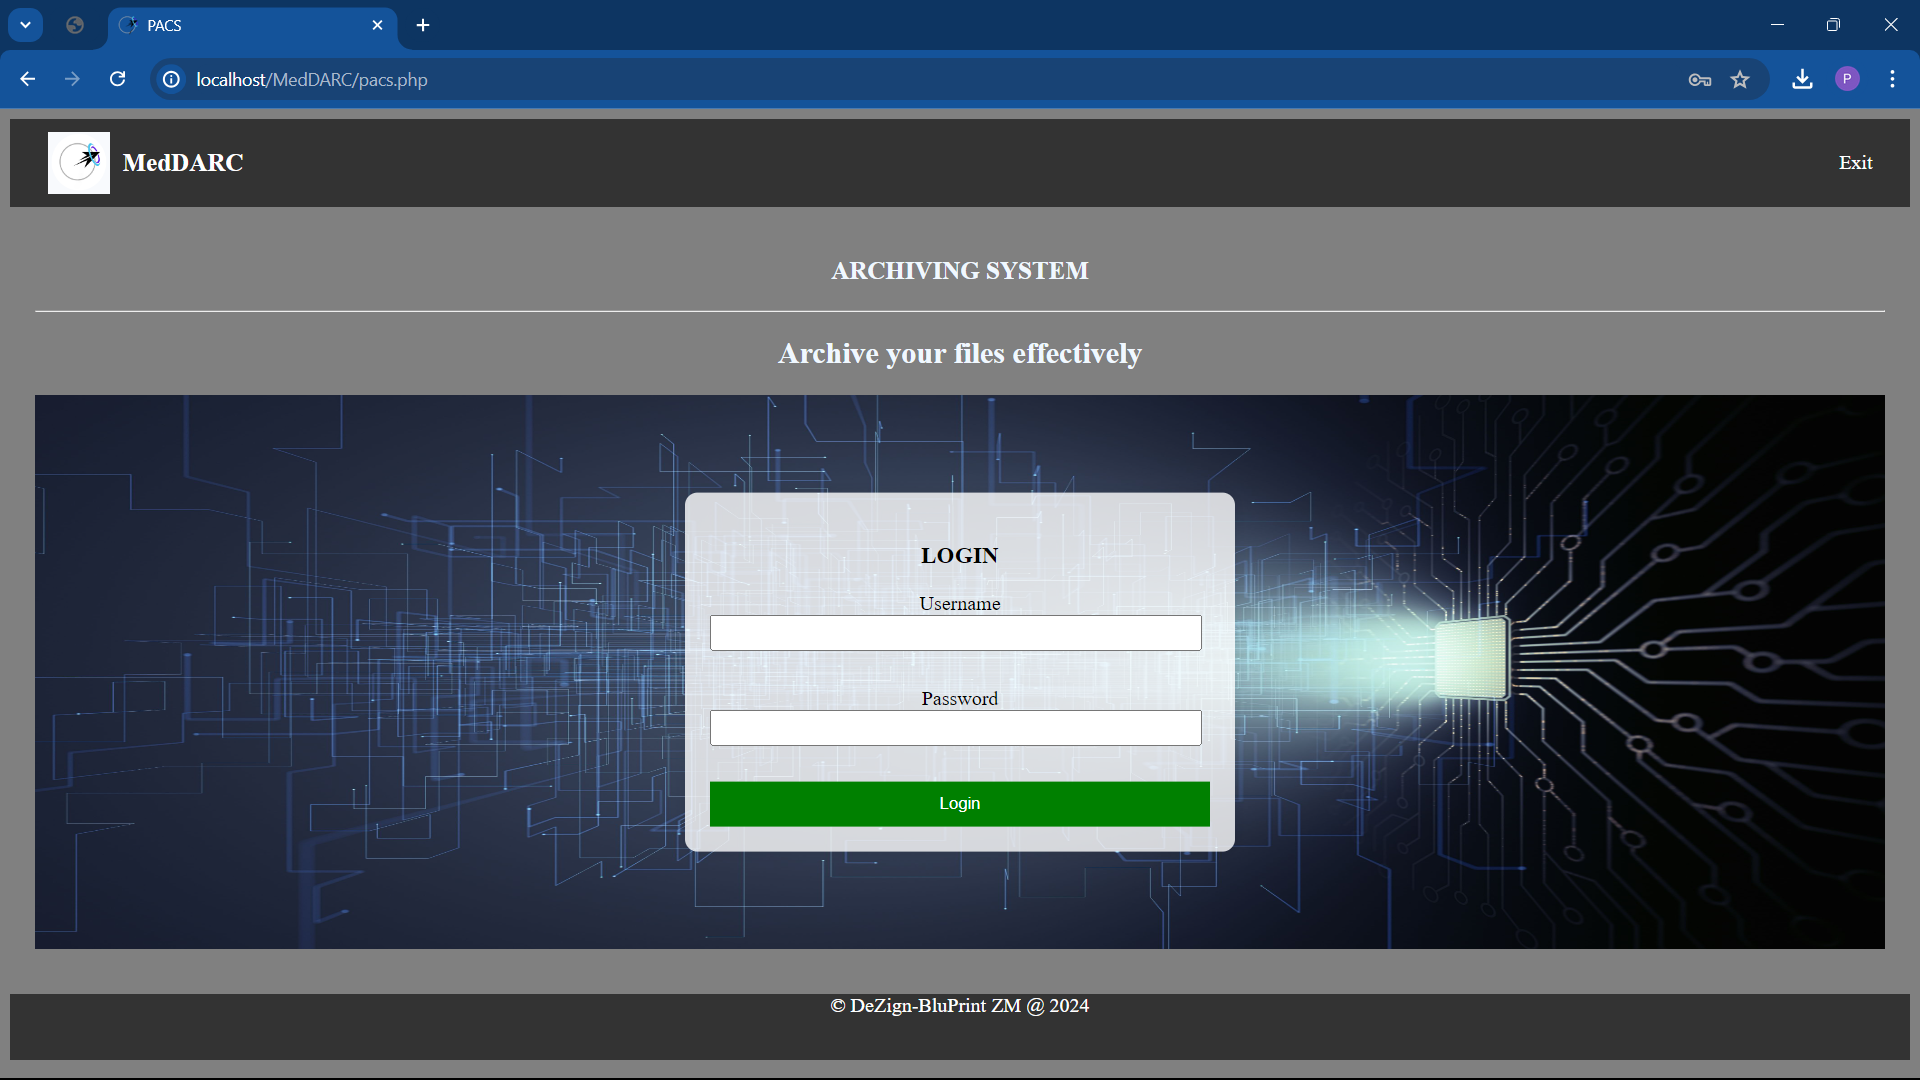 PACS
localhost/MedDARC/pacs.php
P
MedDARC
Exit
ARCHIVING SYSTEM
Archive your files effectively
LOGIN
Username
Password
Login
© DeZign-BluPrint ZM @ 2024